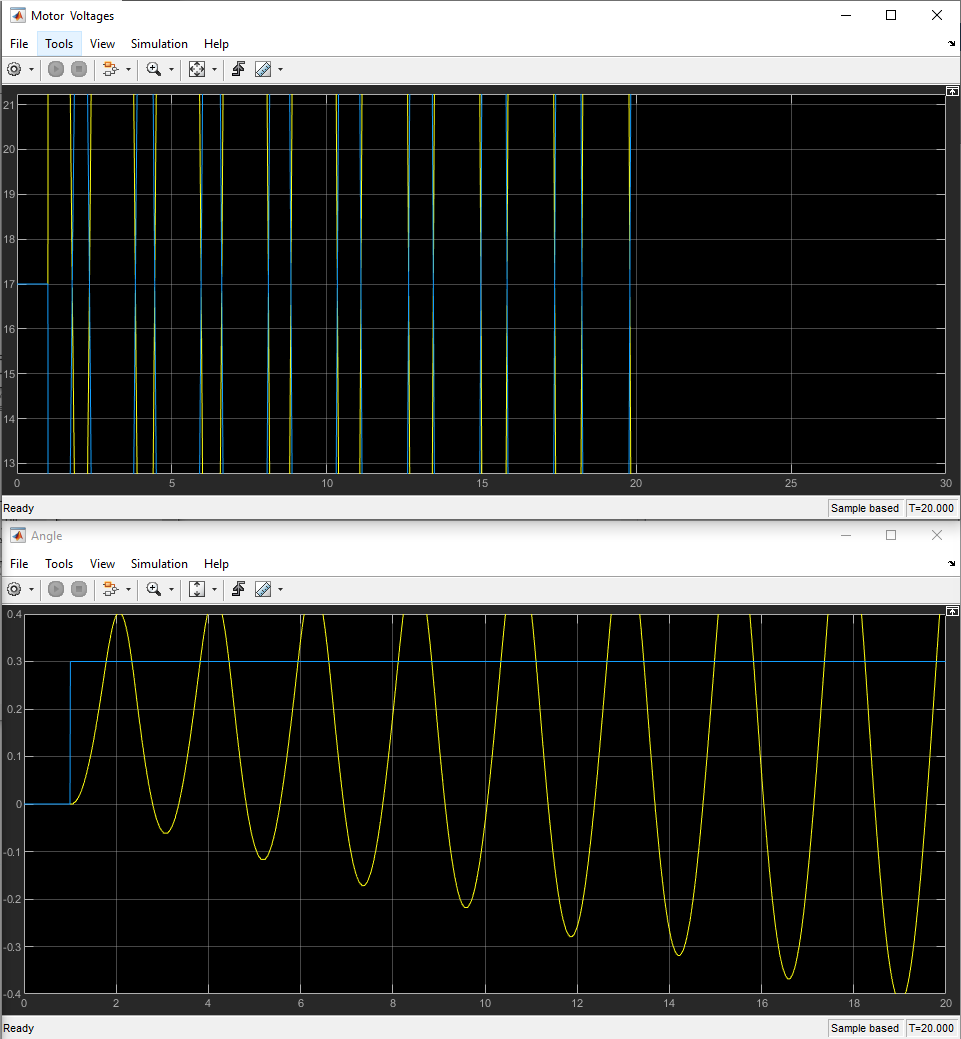 Motor Voltages
File Tools View Simulation Help
21
20
19
18
17
16
15
14
13
0 5 10 15 20 25 30
Ready Sample based T=20.000
Angle
File Tools View Simulation Help
0.4
0.3
0.2
0.1
0
-0.1
-0.2
-0.3
-0.4
0 2 4 6 8 10 12 14 16 18 20
Ready Sample based T=20.000